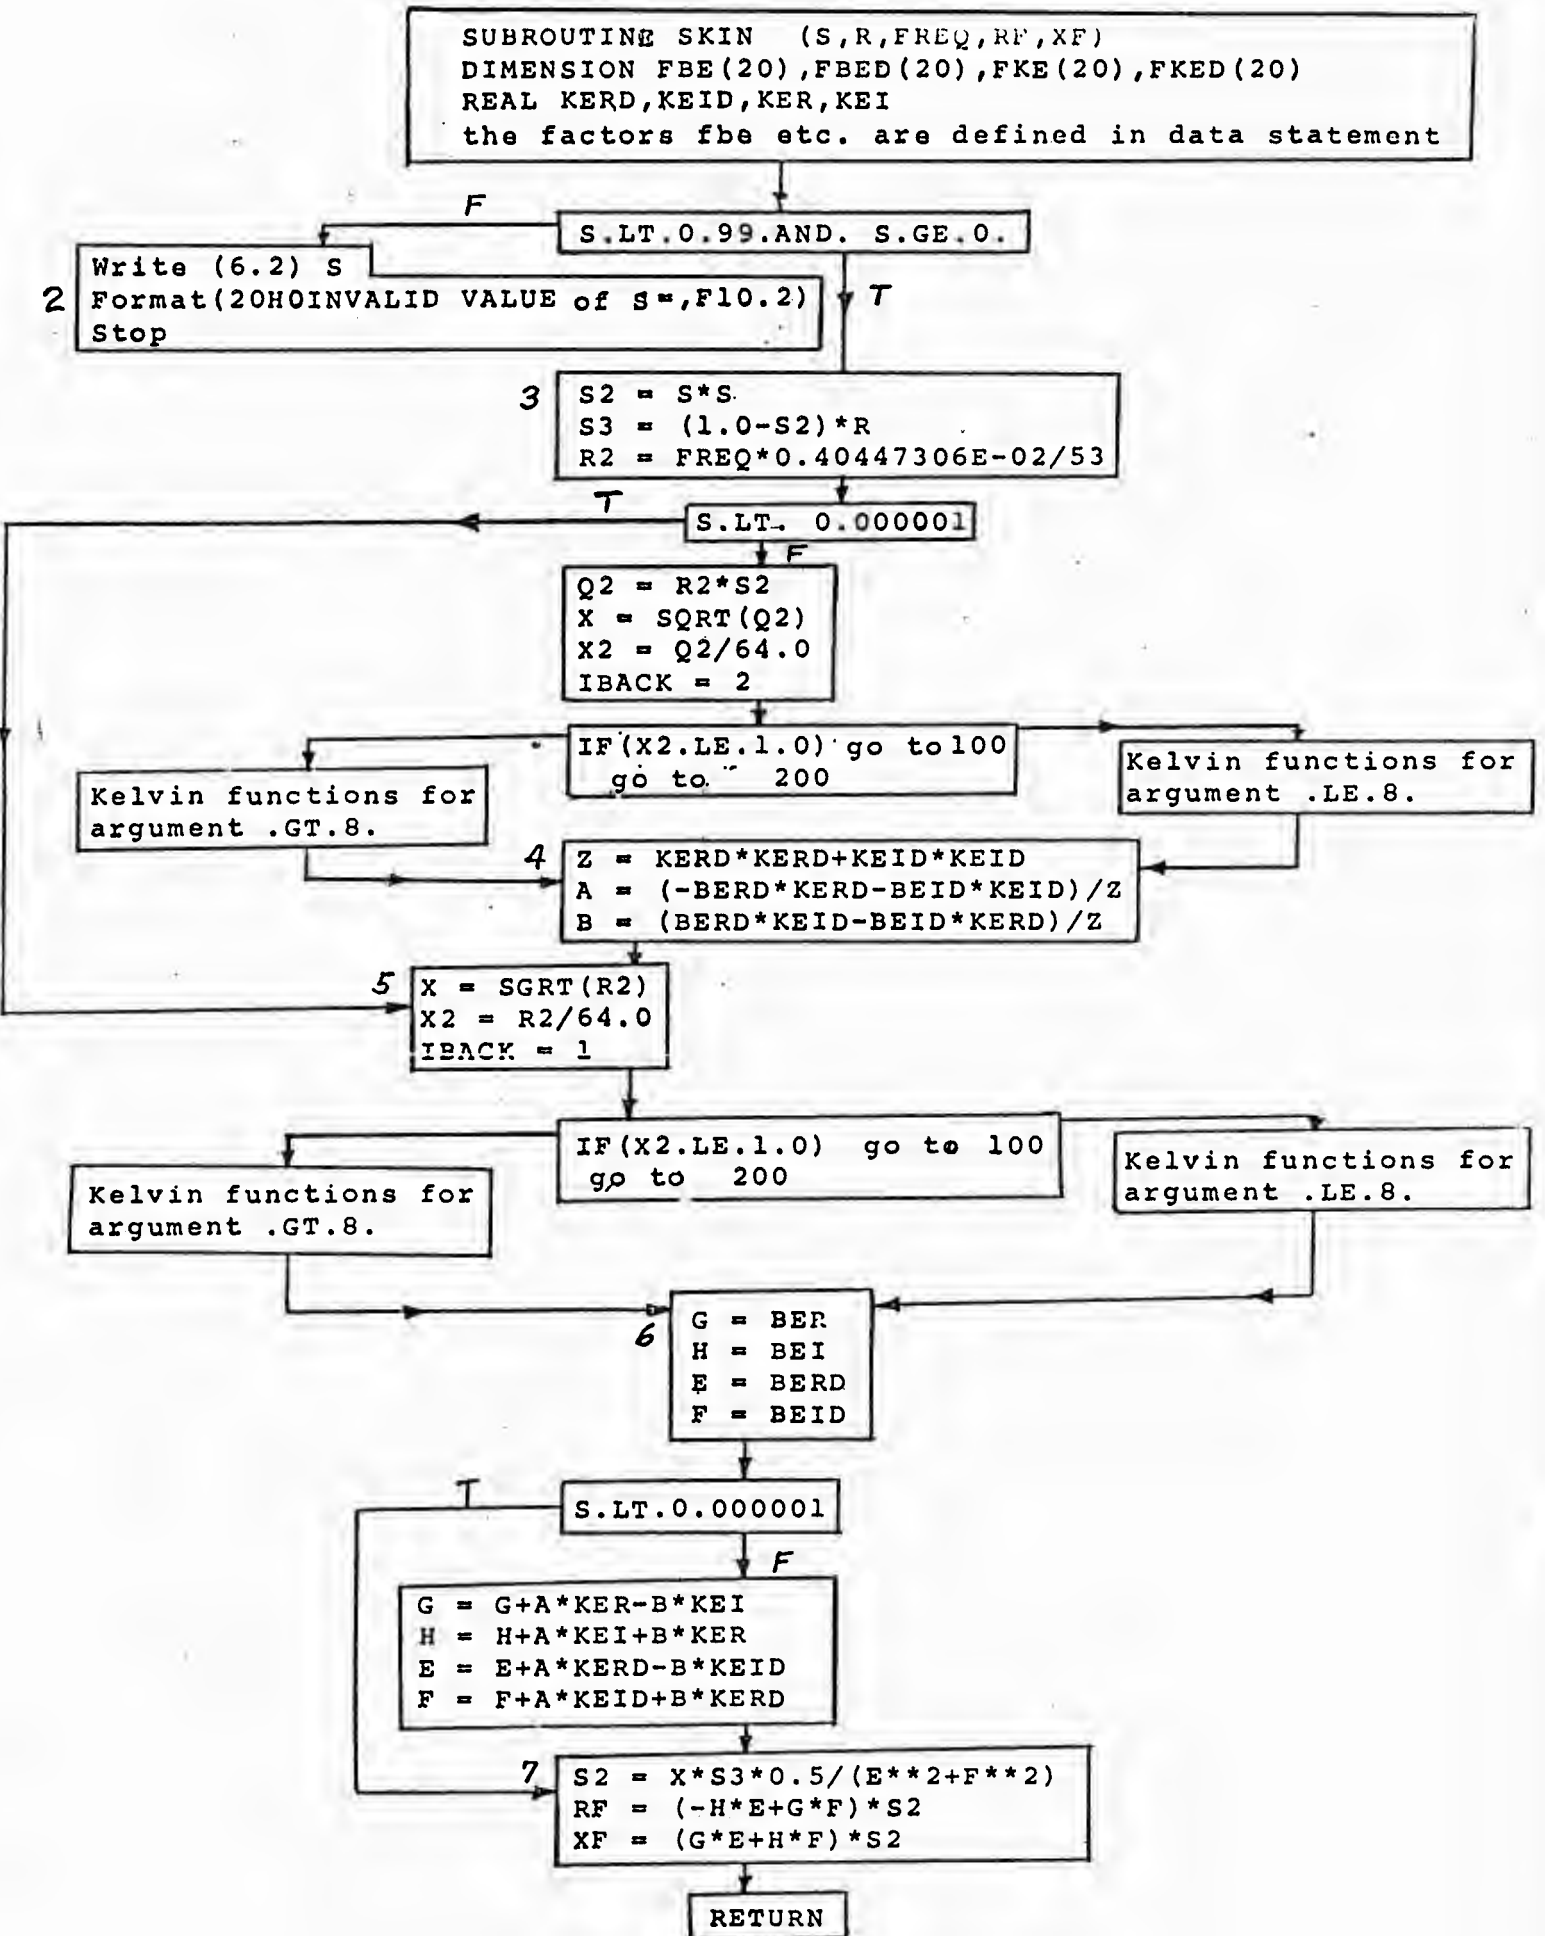 SUBROUTINE SKIN (S,R,FREQ,RF,XF)
DIMENSION FBE(20),FBED(20),FKE(20),FKED(20)
REAL KERD,KEID,KER,KEI
the factors fbe etc. are defined in data statement
F
S.LT.0.99.AND. S.GE.0.
T
Write (6.2) S
2 Format(20HOINVALID VALUE of S=,F10.2)
Stop
3 S2 = S*S
S3 = (1.0-S2)*R
R2 = FREQ*0.40447306E-02/53
T
S.LT. 0.000001
F
Q2 = R2*S2
X = SQRT(Q2)
X2 = Q2/64.0
IBACK = 2
IF(X2.LE.1.0) go to 100
go to 200
Kelvin functions for
argument .GT.8.
Kelvin functions for
argument .LE.8.
4 Z = KERD*KERD+KEID*KEID
A = (-BERD*KERD-BEID*KEID)/Z
B = (BERD*KEID-BEID*KERD)/Z
5 X = SGRT(R2)
X2 = R2/64.0
IBACK = 1
IF(X2.LE.1.0) go to 100
go to 200
Kelvin functions for
argument .GT.8.
Kelvin functions for
argument .LE.8.
6 G = BER
H = BEI
E = BERD
F = BEID
T
S.LT.0.000001
F
G = G+A*KER-B*KEI
H = H+A*KEI+B*KER
E = E+A*KERD-B*KEID
F = F+A*KEID+B*KERD
7 S2 = X*S3*0.5/(E**2+F**2)
RF = (-H*E+G*F)*S2
XF = (G*E+H*F)*S2
RETURN